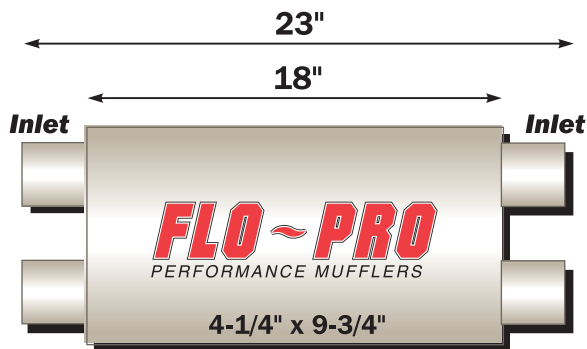 23"
18"
Inlet Inlet
FLO~PRO
PERFORMANCE MUFFLERS
4-1/4" x 9-3/4"